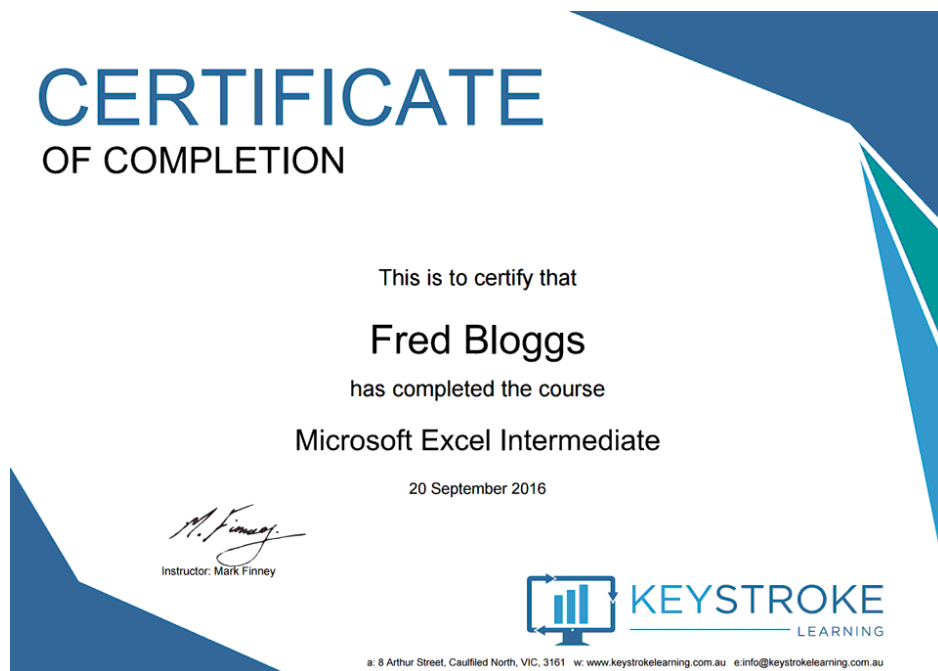 CERTIFICATE
OF COMPLETION
This is to certify that
Fred Bloggs
has completed the course
Microsoft Excel Intermediate
20 September 2016
M. Finney.
Instructor: Mark Finney
KEYSTROKE
LEARNING
a: 8 Arthur Street, Caulfiled North, VIC, 3161 w: www.keystrokelearning.com.au e:info@keystrokelearning.com.au